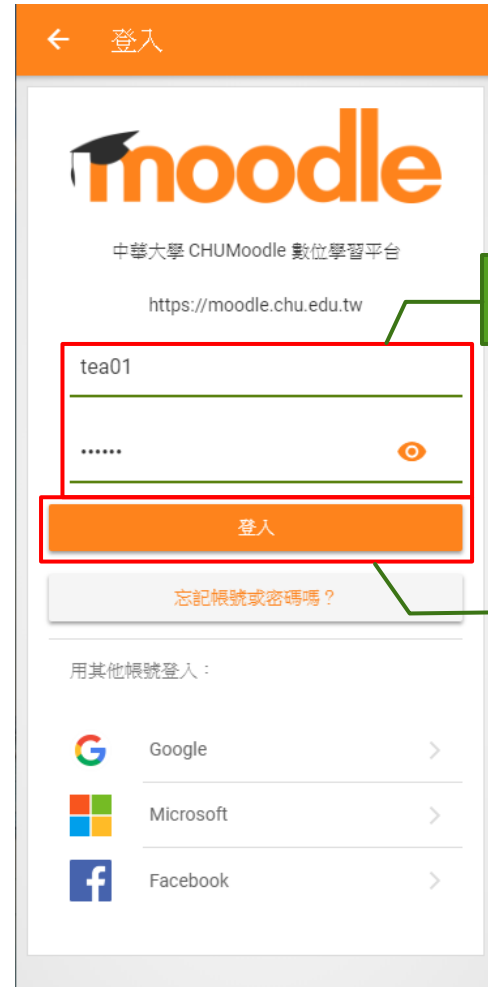 登入
moodle
中華大學 CHUMoodle 數位學習平台
https://moodle.chu.edu.tw
tea01
••••••
登入
忘記帳號或密碼嗎？
用其他帳號登入：
Google
Microsoft
Facebook